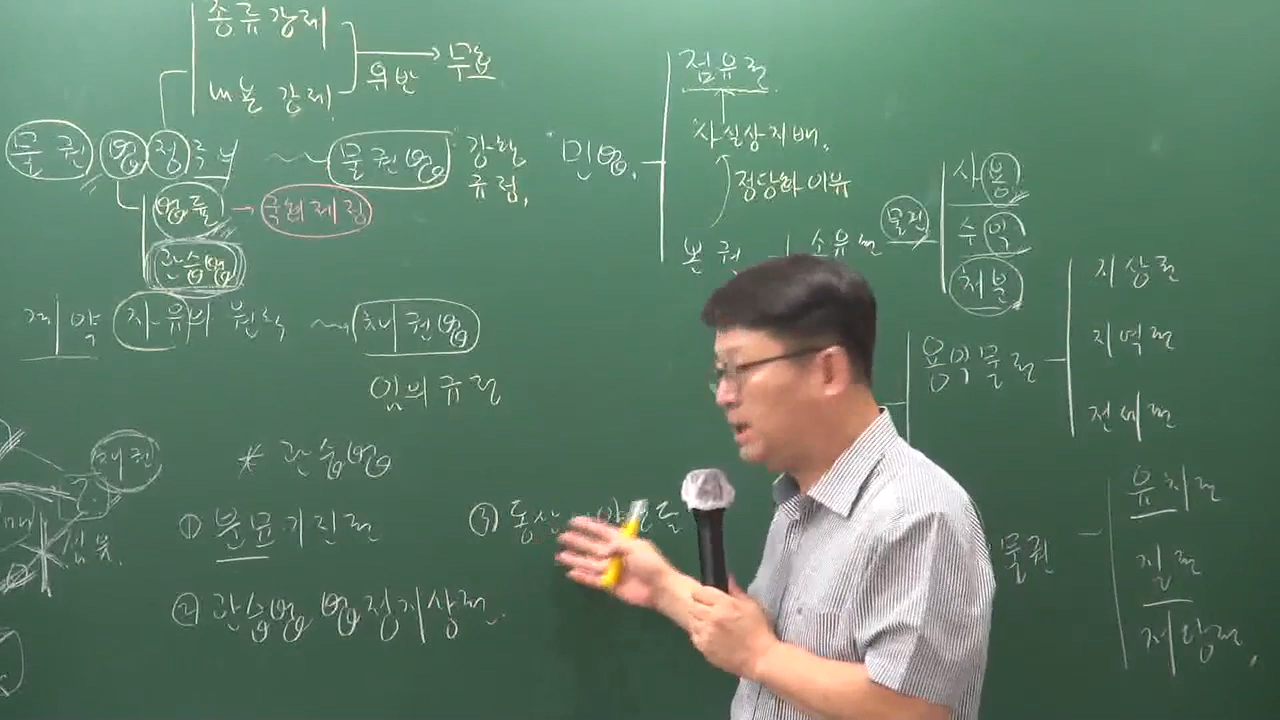 종류강제
내용 강제
위반
무효
물권 법 정 주의
물권법
강한
규정,
법률
국회제정
관습법
계약 자유의 원칙
채권법
임의규정
* 관습법
① 분묘기지권
② 관습법 법정지상권.
③ 동산
채권
민법.
점유권
사실상지배.
정당화이유
본권
소유권
물건
사용
수익
처분
용익물권
지상권
지역권
전세권
물권
유치권
질권
저당권.